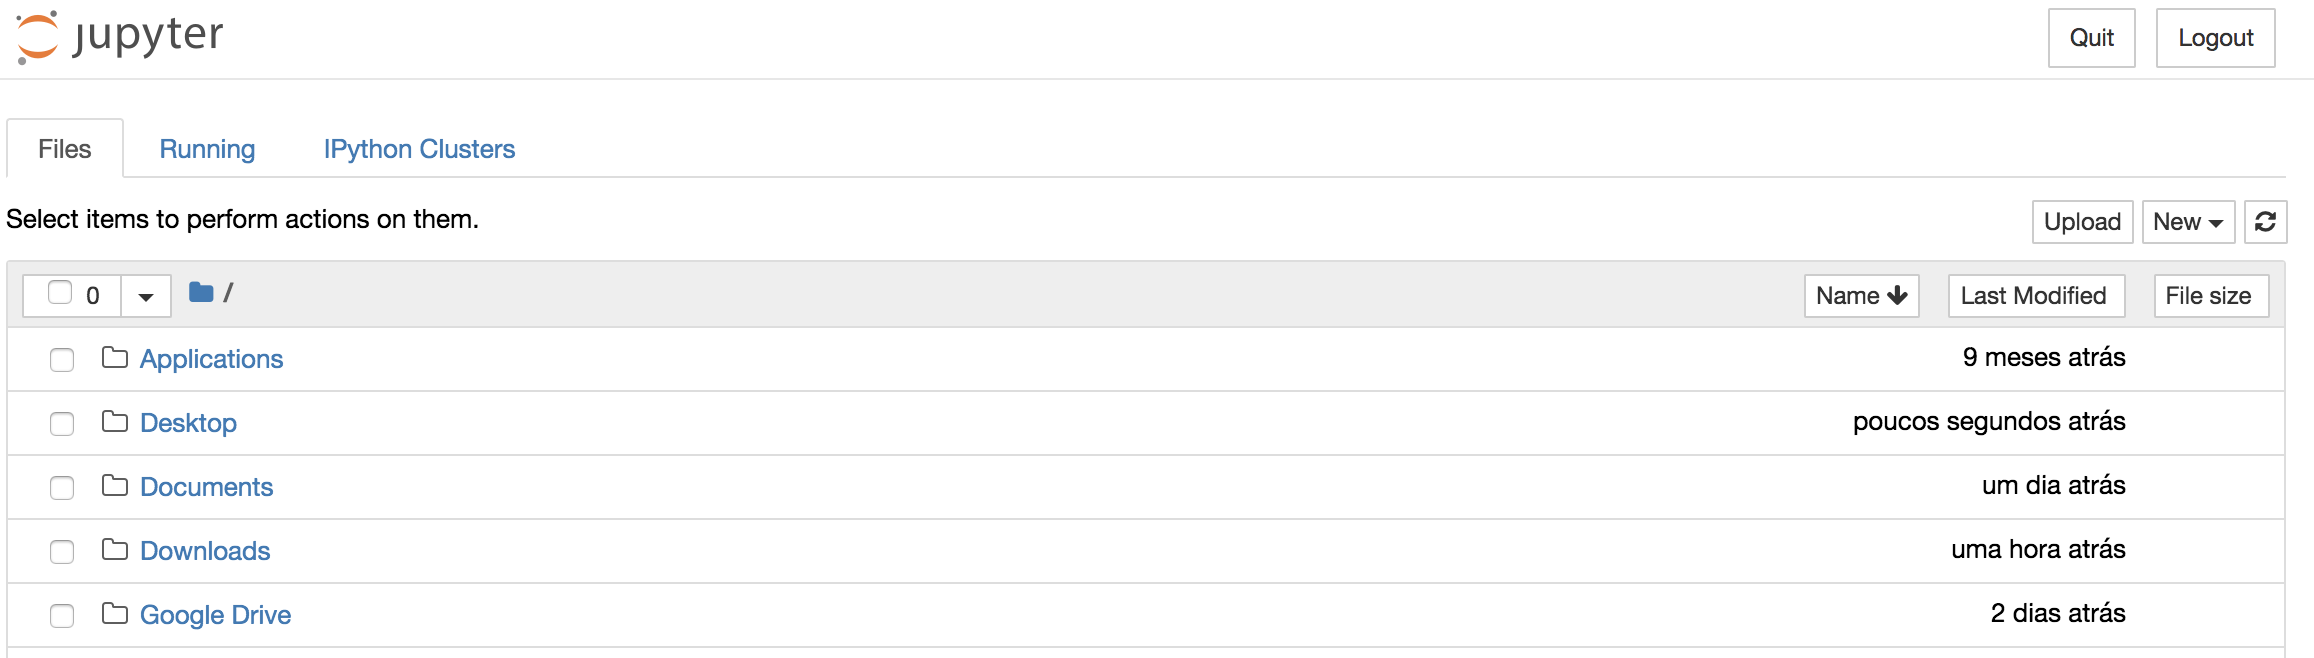 jupyter Quit Logout
Files Running IPython Clusters
Select items to perform actions on them. Upload New
0 / Name Last Modified File size
Applications 9 meses atrás
Desktop poucos segundos atrás
Documents um dia atrás
Downloads uma hora atrás
Google Drive 2 dias atrás